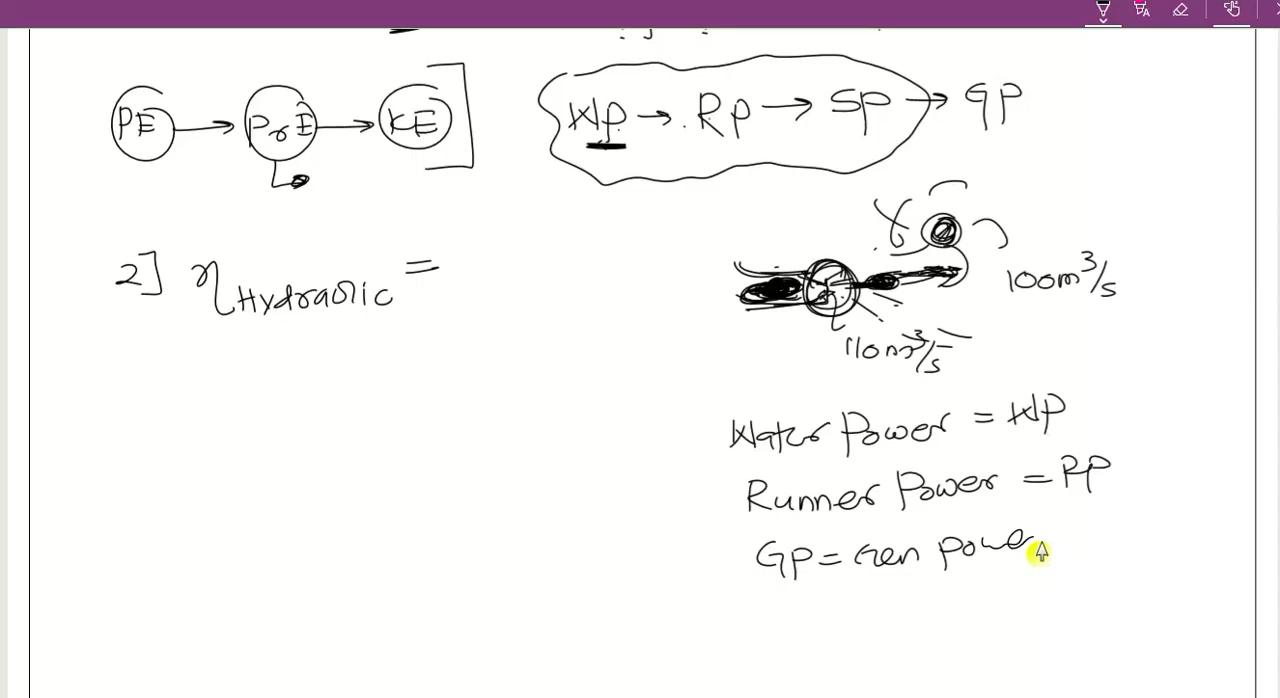 PE → PrE → KE ] WP → RP → SP → GP
2] η Hydraulic =
100m³/s
110m³/s
Water Power = WP
Runner Power = RP
GP = Gen Power